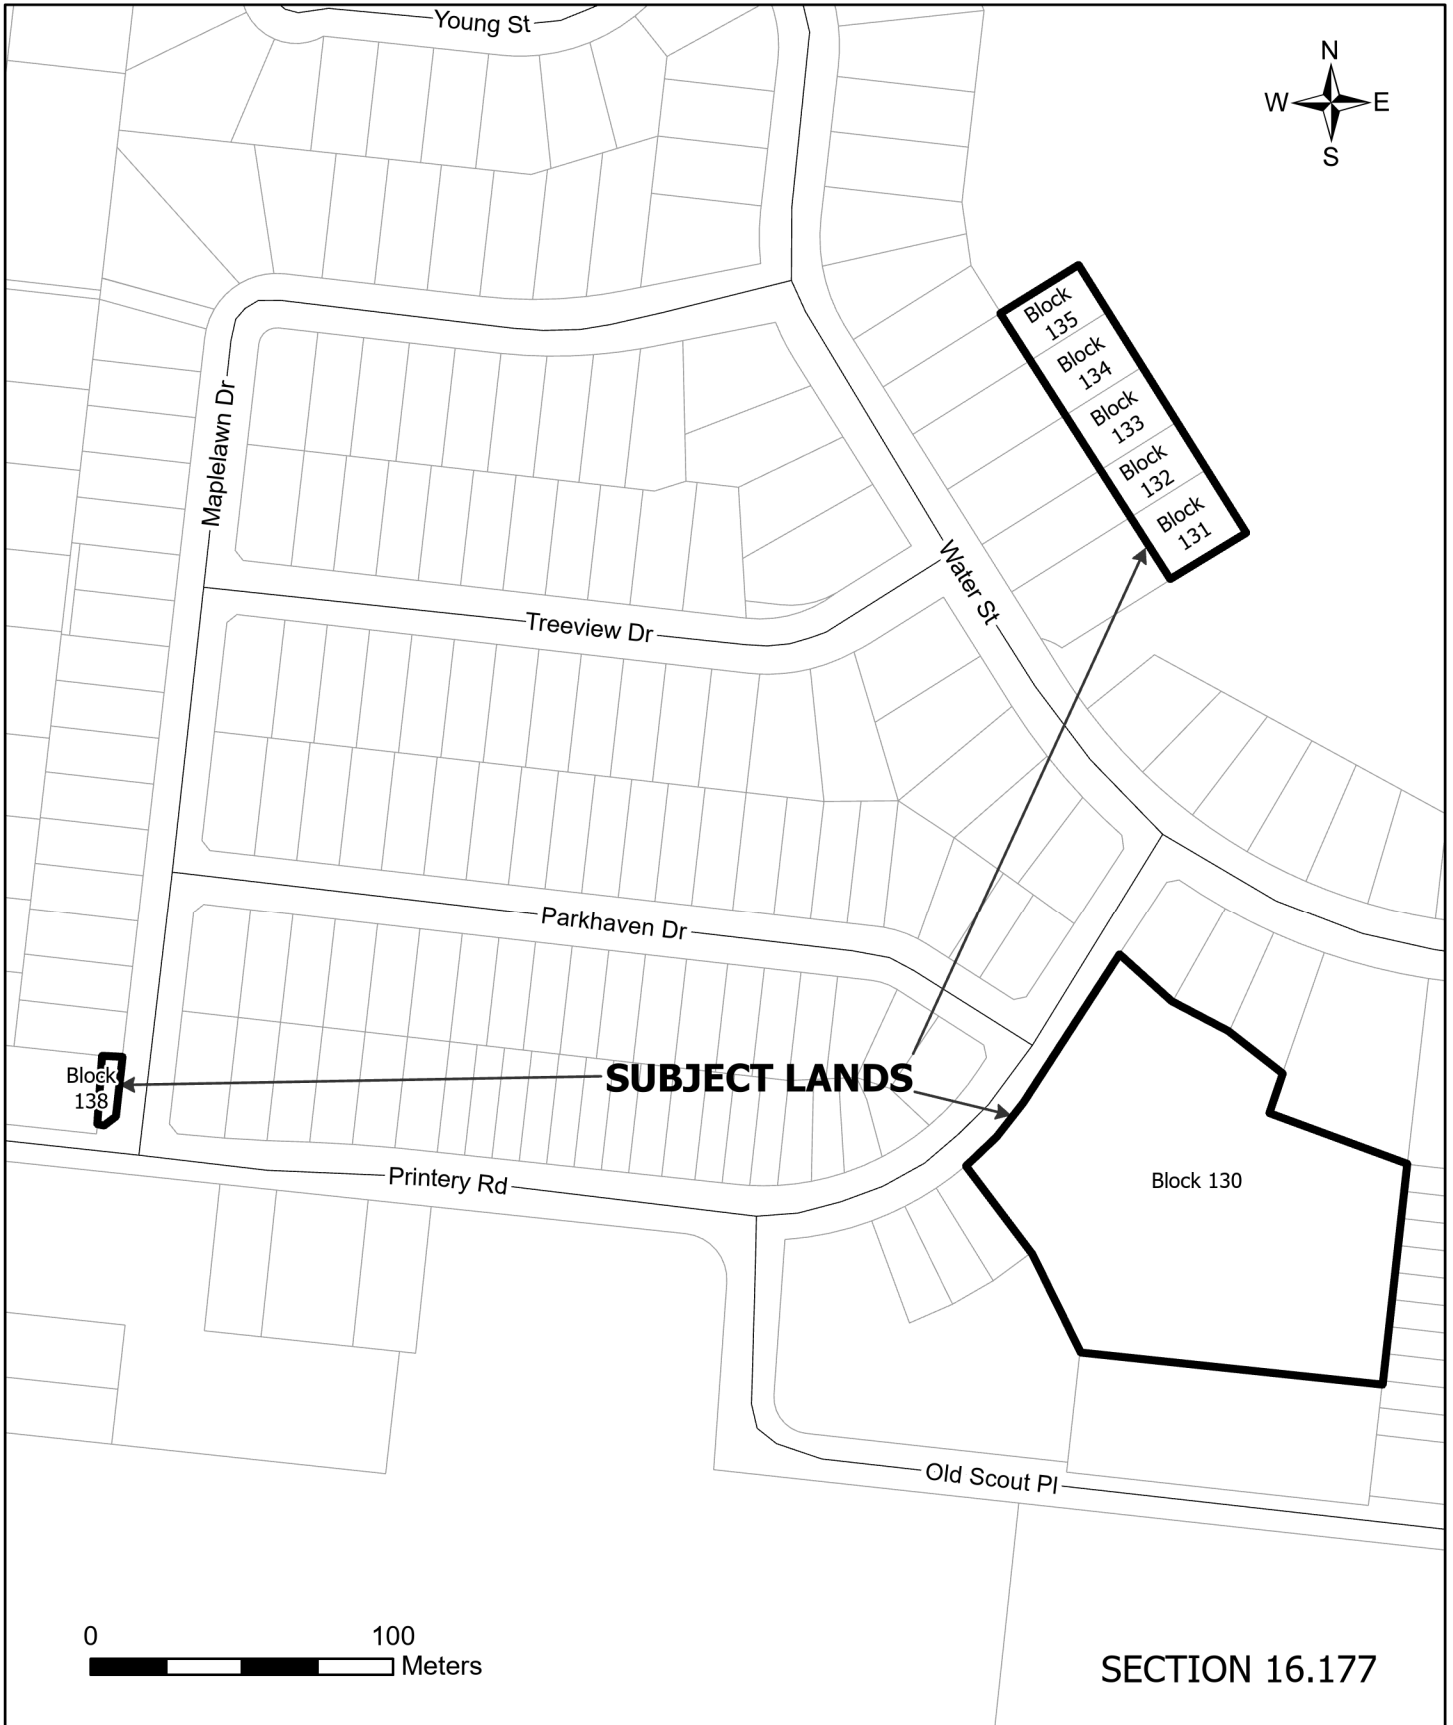 Young St
N
W
E
S
Block
135
Block
134
Block
133
Block
132
Block
131
Maplelawn Dr
Water St
Treeview Dr
Parkhaven Dr
SUBJECT LANDS
Block
138
Printery Rd
Block 130
Old Scout Pl
0
100
Meters
SECTION 16.177